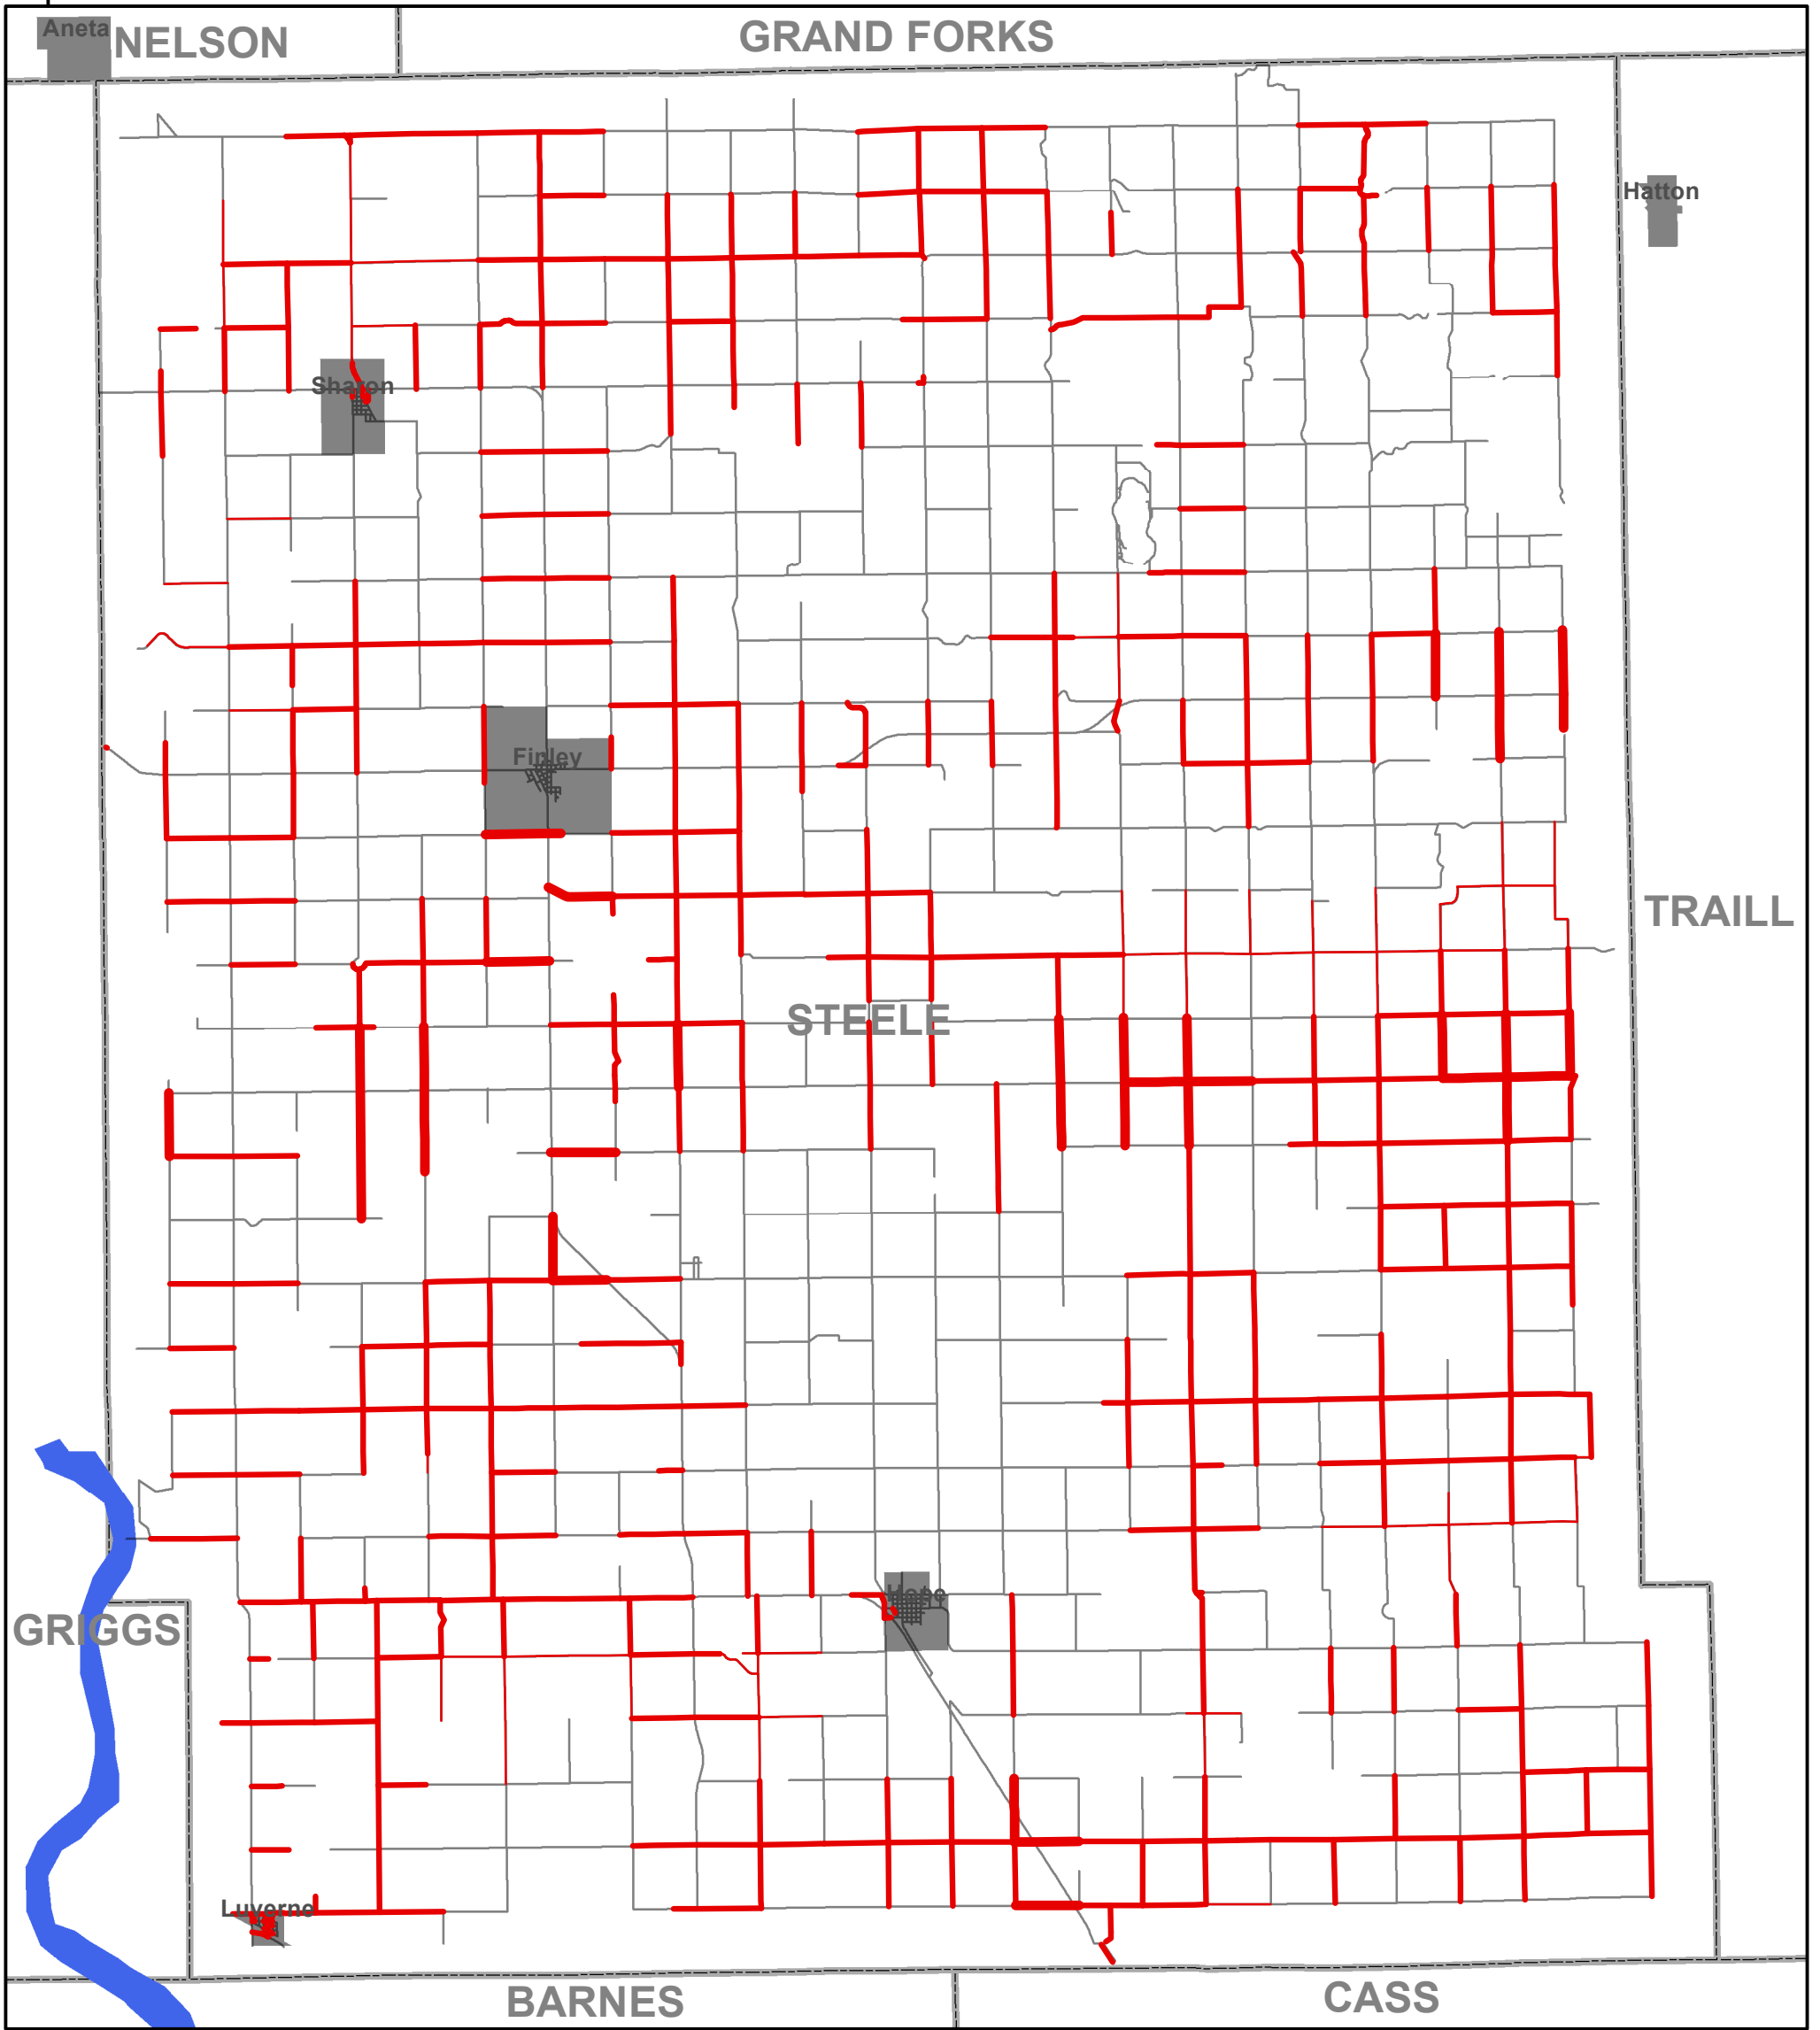 Aneta
NELSON
GRAND FORKS
Hatton
Sharon
Finley
TRAILL
STEELE
Hope
GRIGGS
Luverne
BARNES
CASS